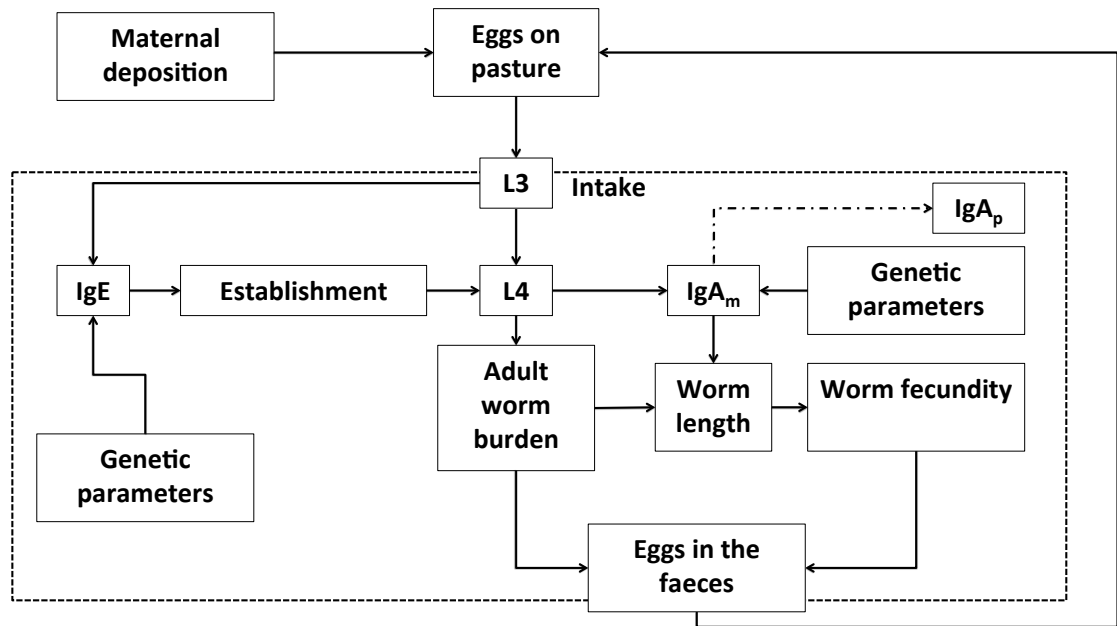 Maternal
deposition
Eggs on
pasture
L3
Intake
IgAₚ
IgE
Establishment
L4
IgAₘ
Genetic
parameters
Adult
worm
burden
Worm
length
Worm fecundity
Genetic
parameters
Eggs in the
faeces